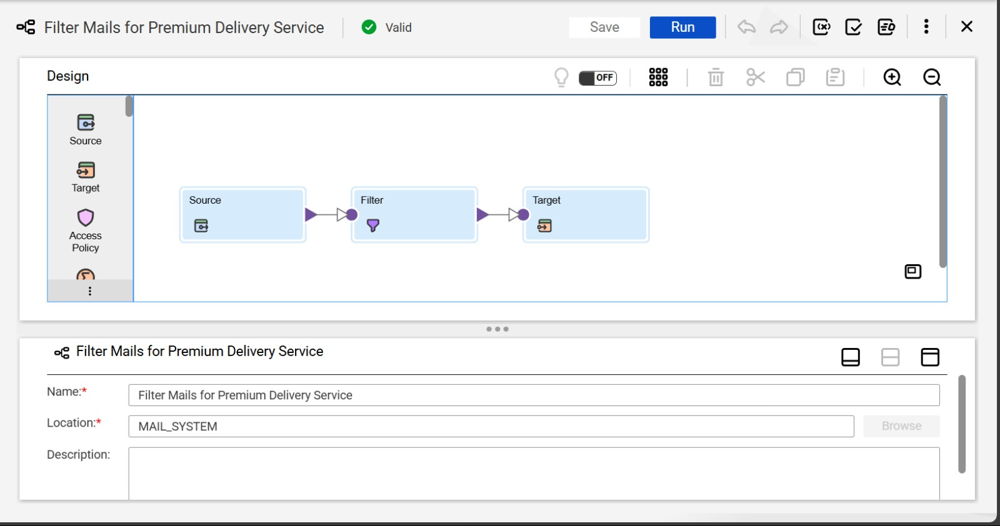 Filter Mails for Premium Delivery Service
Valid
Save
Run
Design
OFF
Source
Target
Access
Policy
Source
Filter
Target
Filter Mails for Premium Delivery Service
Name:*
Filter Mails for Premium Delivery Service
Location:*
MAIL_SYSTEM
Browse
Description: